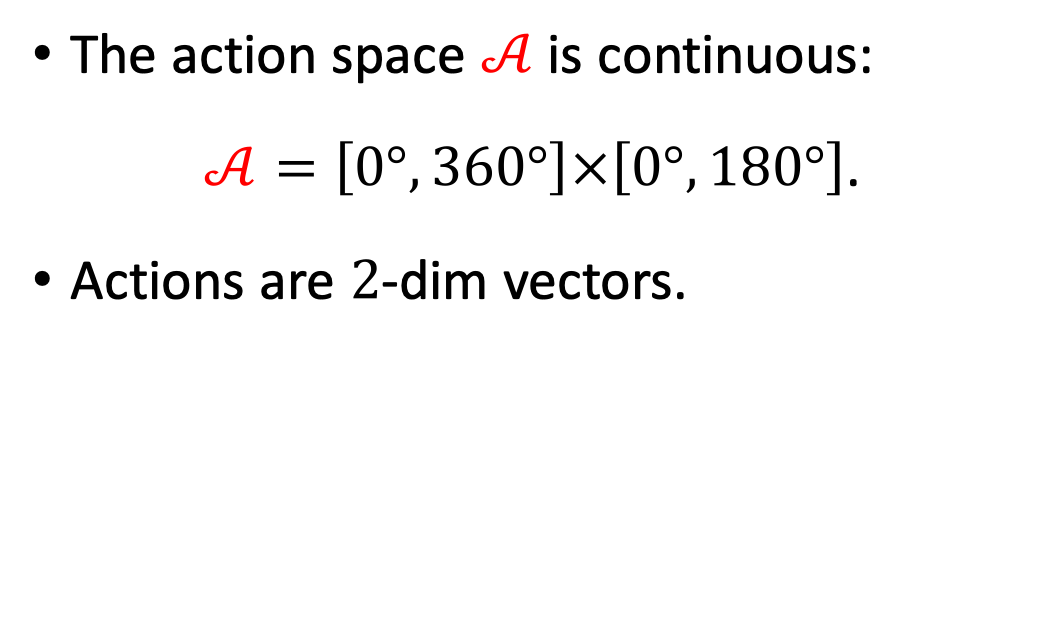 • The action space 𝒜 is continuous:
𝒜 = [0°, 360°]×[0°, 180°].
• Actions are 2-dim vectors.